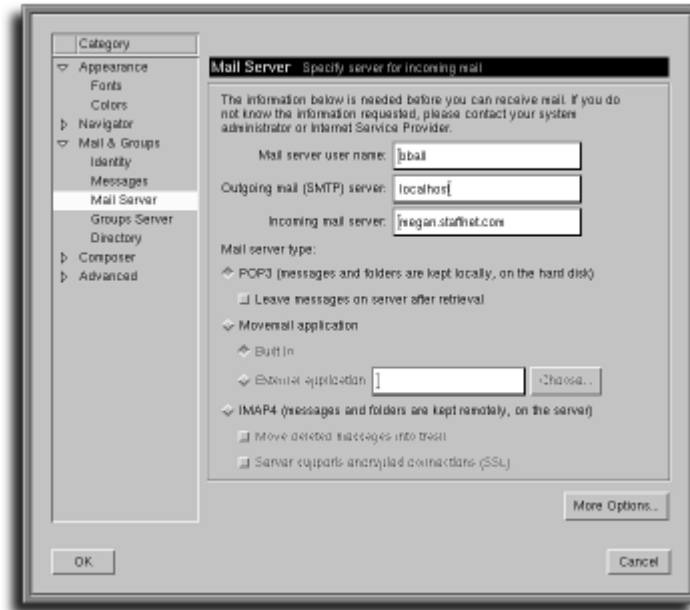 Category
Appearance
Fonts
Colors
Navigator
Mail & Groups
Identity
Messages
Mail Server
Groups Server
Directory
Composer
Advanced
Mail Server Specify server for incoming mail
The information below is needed before you can receive mail. If you do
not know the information requested, please contact your system
administrator or Internet Service Provider.
Mail server user name: bball
Outgoing mail (SMTP) server: localhost
Incoming mail server: megan.staffnet.com
Mail server type:
POP3 (messages and folders are kept locally, on the hard disk)
Leave messages on server after retrieval
Movemail application
Built In
External application
Choose...
IMAP4 (messages and folders are kept remotely, on the server)
Move deleted messages into trash
Server supports encrypted connections (SSL)
More Options...
OK
Cancel